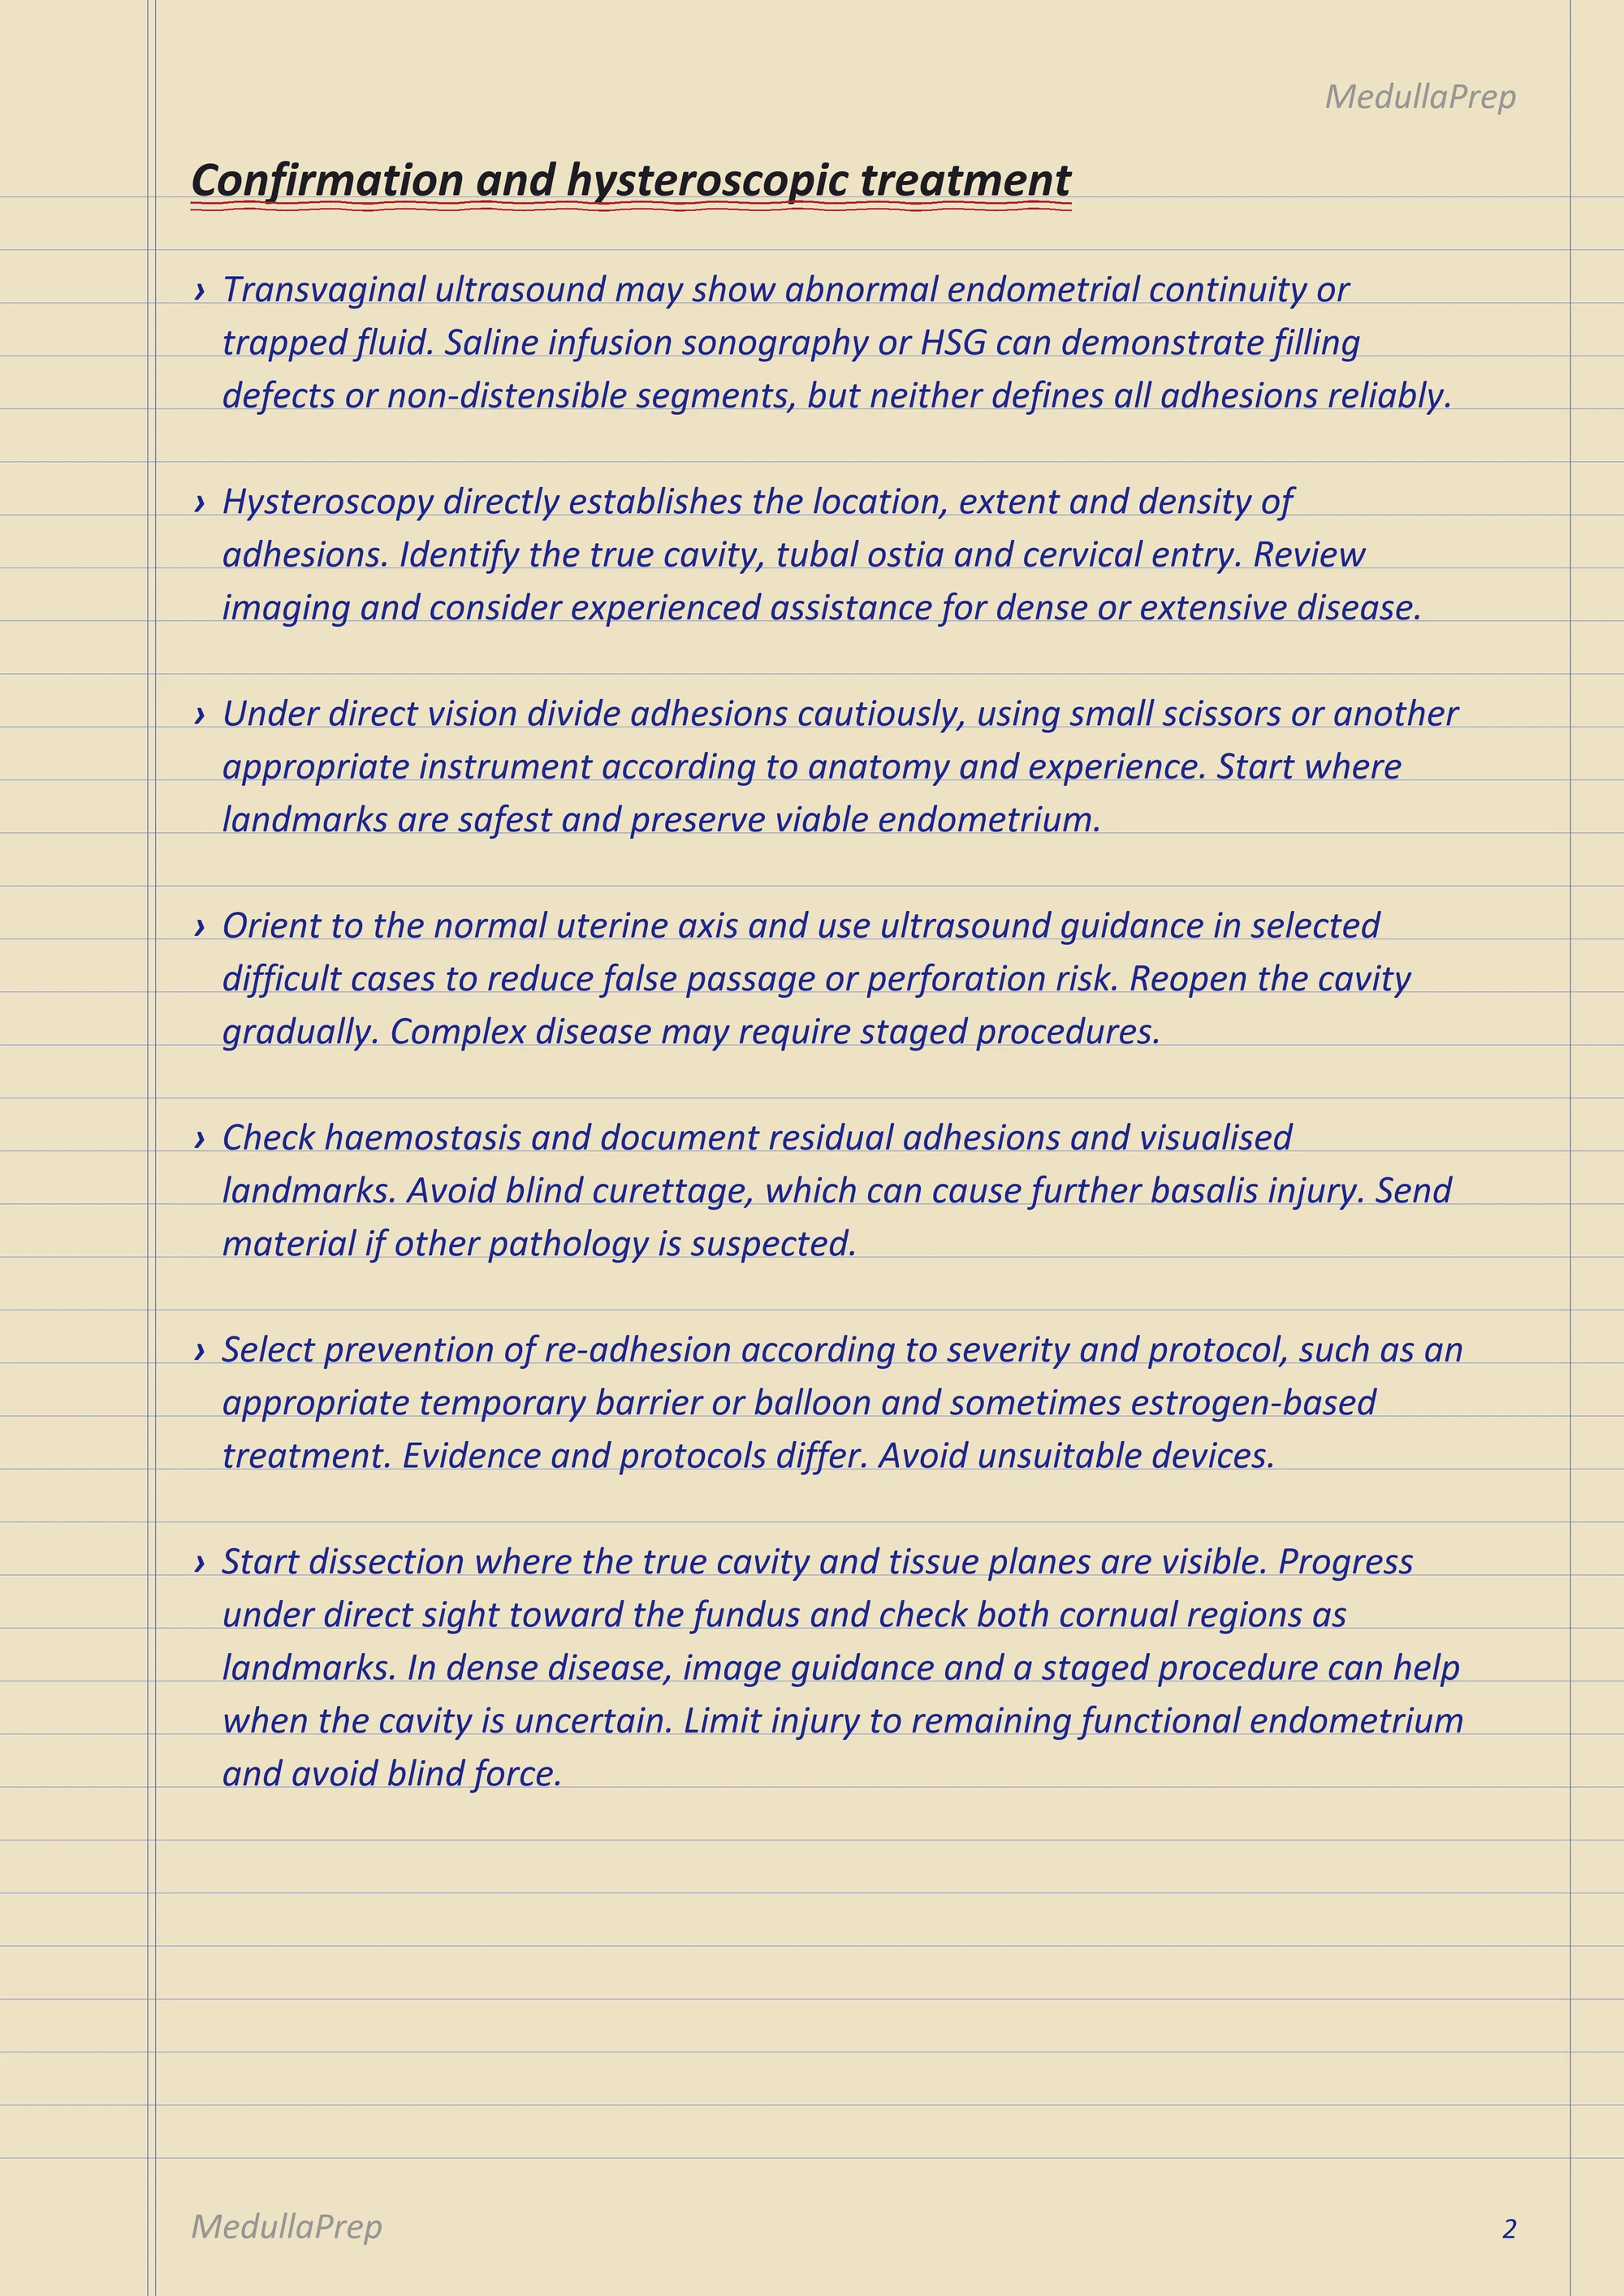 MedullaPrep
Confirmation and hysteroscopic treatment
› Transvaginal ultrasound may show abnormal endometrial continuity or
trapped fluid. Saline infusion sonography or HSG can demonstrate filling
defects or non-distensible segments, but neither defines all adhesions reliably.
› Hysteroscopy directly establishes the location, extent and density of
adhesions. Identify the true cavity, tubal ostia and cervical entry. Review
imaging and consider experienced assistance for dense or extensive disease.
› Under direct vision divide adhesions cautiously, using small scissors or another
appropriate instrument according to anatomy and experience. Start where
landmarks are safest and preserve viable endometrium.
› Orient to the normal uterine axis and use ultrasound guidance in selected
difficult cases to reduce false passage or perforation risk. Reopen the cavity
gradually. Complex disease may require staged procedures.
› Check haemostasis and document residual adhesions and visualised
landmarks. Avoid blind curettage, which can cause further basalis injury. Send
material if other pathology is suspected.
› Select prevention of re-adhesion according to severity and protocol, such as an
appropriate temporary barrier or balloon and sometimes estrogen-based
treatment. Evidence and protocols differ. Avoid unsuitable devices.
› Start dissection where the true cavity and tissue planes are visible. Progress
under direct sight toward the fundus and check both cornual regions as
landmarks. In dense disease, image guidance and a staged procedure can help
when the cavity is uncertain. Limit injury to remaining functional endometrium
and avoid blind force.
MedullaPrep
2